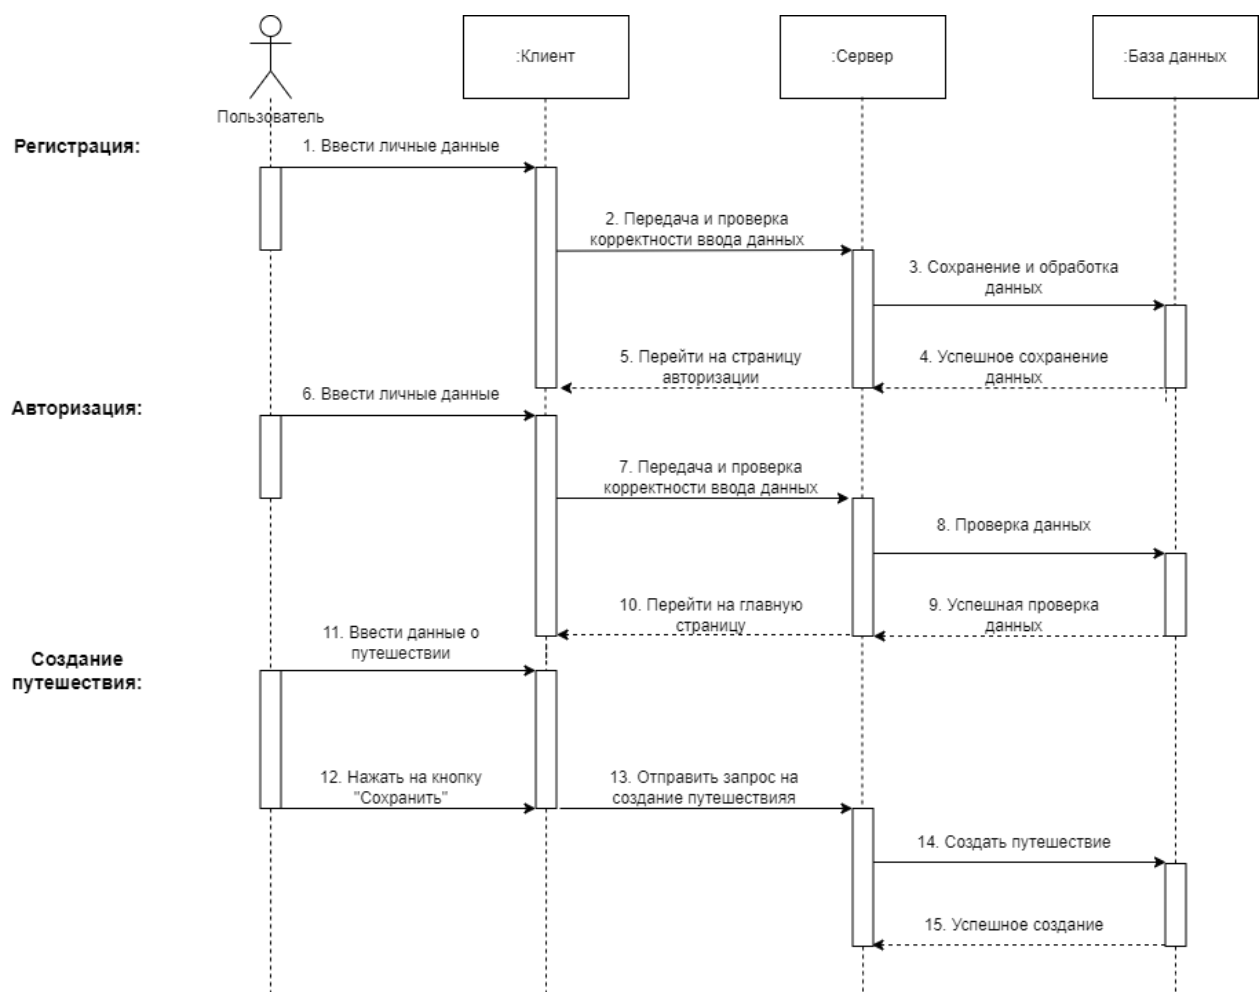 :Клиент
:Сервер
:База данных
Пользователь
Регистрация:
1. Ввести личные данные
2. Передача и проверка
корректности ввода данных
3. Сохранение и обработка
данных
5. Перейти на страницу
авторизации
4. Успешное сохранение
данных
Авторизация:
6. Ввести личные данные
7. Передача и проверка
корректности ввода данных
8. Проверка данных
10. Перейти на главную
страницу
9. Успешная проверка
данных
11. Ввести данные о
путешествии
Создание
путешествия:
12. Нажать на кнопку
"Сохранить"
13. Отправить запрос на
создание путешествияя
14. Создать путешествие
15. Успешное создание